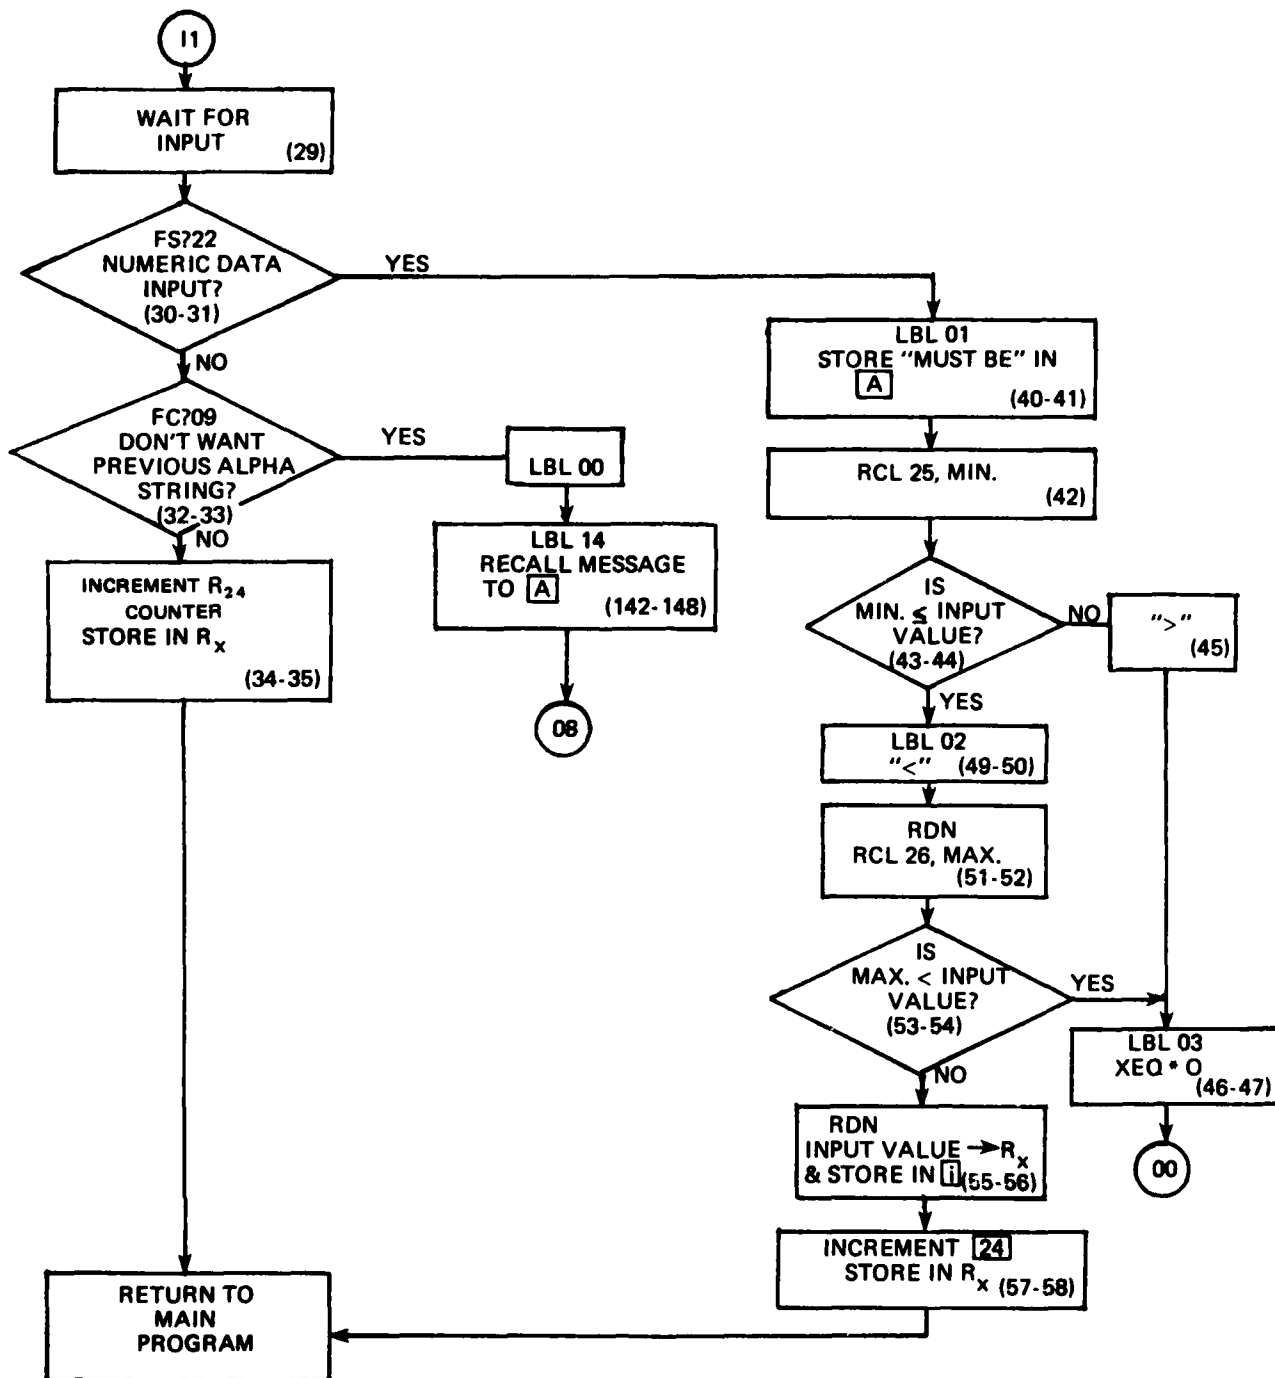 I1
WAIT FOR
INPUT
(29)
FS?22
NUMERIC DATA
INPUT?
(30-31)
YES
NO
FC?09
DON'T WANT
PREVIOUS ALPHA
STRING?
(32-33)
YES
NO
LBL 00
LBL 14
RECALL MESSAGE
TO A
(142-148)
08
INCREMENT R24
COUNTER
STORE IN Rx
(34-35)
LBL 01
STORE "MUST BE" IN
A
(40-41)
RCL 25, MIN.
(42)
IS
MIN. ≤ INPUT
VALUE?
(43-44)
NO
">"
(45)
YES
LBL 02
"<" (49-50)
RDN
RCL 26, MAX.
(51-52)
IS
MAX. < INPUT
VALUE?
(53-54)
YES
NO
LBL 03
XEQ * O
(46-47)
00
RDN
INPUT VALUE → Rx
& STORE IN i (55-56)
INCREMENT 24
STORE IN Rx (57-58)
RETURN TO
MAIN
PROGRAM